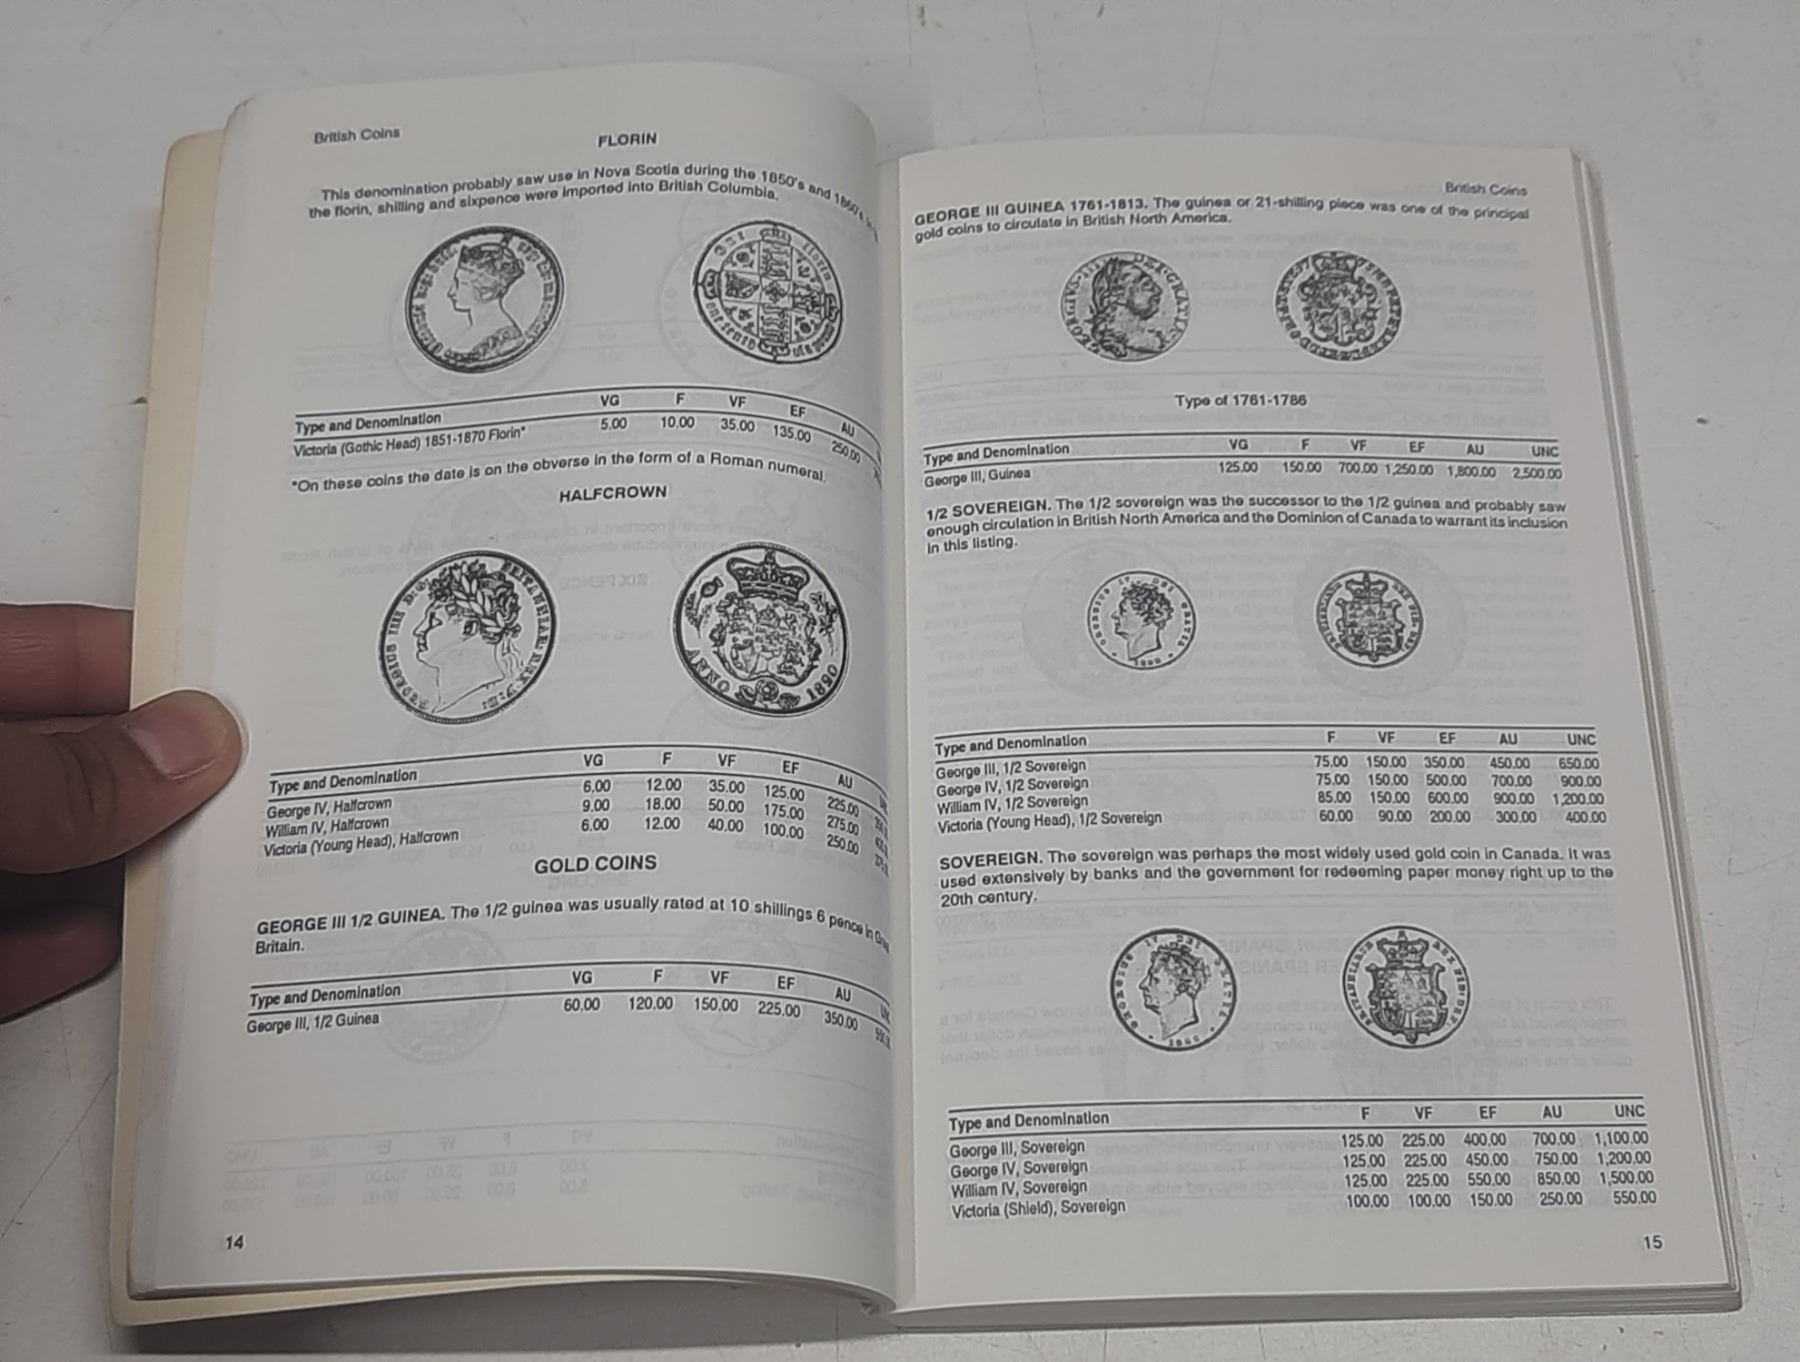 British Coins
FLORIN
This denomination probably saw use in Nova Scotia during the 1850's and 1860's.
the florin, shilling and sixpence were imported into British Columbia.
One florin
one tenth of a pound
Type and Denomination VG F VF EF AU
Victoria (Gothic Head) 1851-1870 Florin* 5.00 10.00 35.00 135.00 250.00
*On these coins the date is on the obverse in the form of a Roman numeral.
HALFCROWN
ANNO 1820
Type and Denomination VG F VF EF AU
George IV, Halfcrown 6.00 12.00 35.00 125.00 225.00
William IV, Halfcrown 9.00 18.00 50.00 175.00 275.00
Victoria (Young Head), Halfcrown 6.00 12.00 40.00 100.00 250.00
GOLD COINS
GEORGE III 1/2 GUINEA. The 1/2 guinea was usually rated at 10 shillings 6 pence in
Britain.
Type and Denomination VG F VF EF AU UNC
George III, 1/2 Guinea 60.00 120.00 150.00 225.00 350.00
14
British Coins
GEORGE III GUINEA 1761-1813. The guinea or 21-shilling piece was one of the principal
gold coins to circulate in British North America.
Type of 1761-1786
Type and Denomination VG F VF EF AU UNC
George III, Guinea 125.00 150.00 700.00 1,250.00 1,800.00 2,500.00
1/2 SOVEREIGN. The 1/2 sovereign was the successor to the 1/2 guinea and probably saw
enough circulation in British North America and the Dominion of Canada to warrant its inclusion
in this listing.
Type and Denomination F VF EF AU UNC
George III, 1/2 Sovereign 75.00 150.00 350.00 450.00 650.00
George IV, 1/2 Sovereign 75.00 150.00 500.00 700.00 900.00
William IV, 1/2 Sovereign 85.00 150.00 600.00 900.00 1,200.00
Victoria (Young Head), 1/2 Sovereign 60.00 90.00 200.00 300.00 400.00
SOVEREIGN. The sovereign was perhaps the most widely used gold coin in Canada. It was
used extensively by banks and the government for redeeming paper money right up to the
20th century.
Type and Denomination F VF EF AU UNC
George III, Sovereign 125.00 225.00 400.00 700.00 1,100.00
George IV, Sovereign 125.00 225.00 450.00 750.00 1,200.00
William IV, Sovereign 125.00 225.00 550.00 850.00 1,500.00
Victoria (Shield), Sovereign 100.00 100.00 150.00 250.00 550.00
15